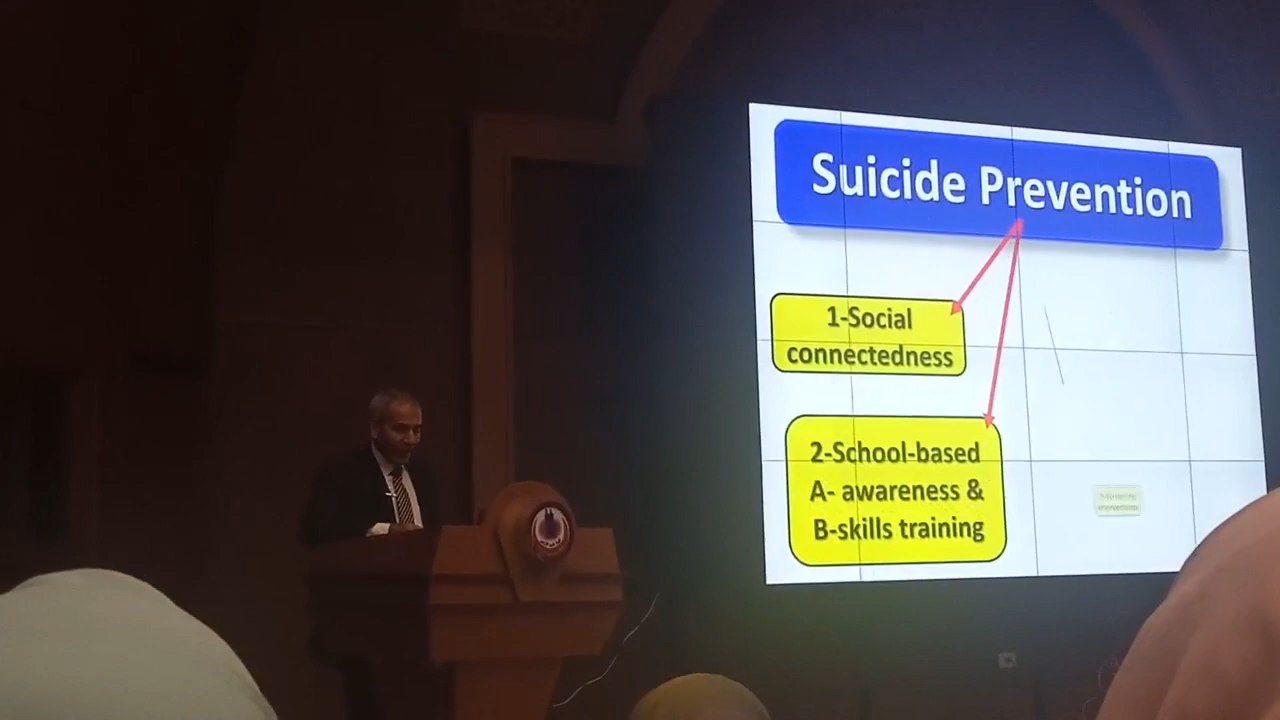 Suicide Prevention
1-Social
connectedness
2-School-based
A- awareness &
B-skills training